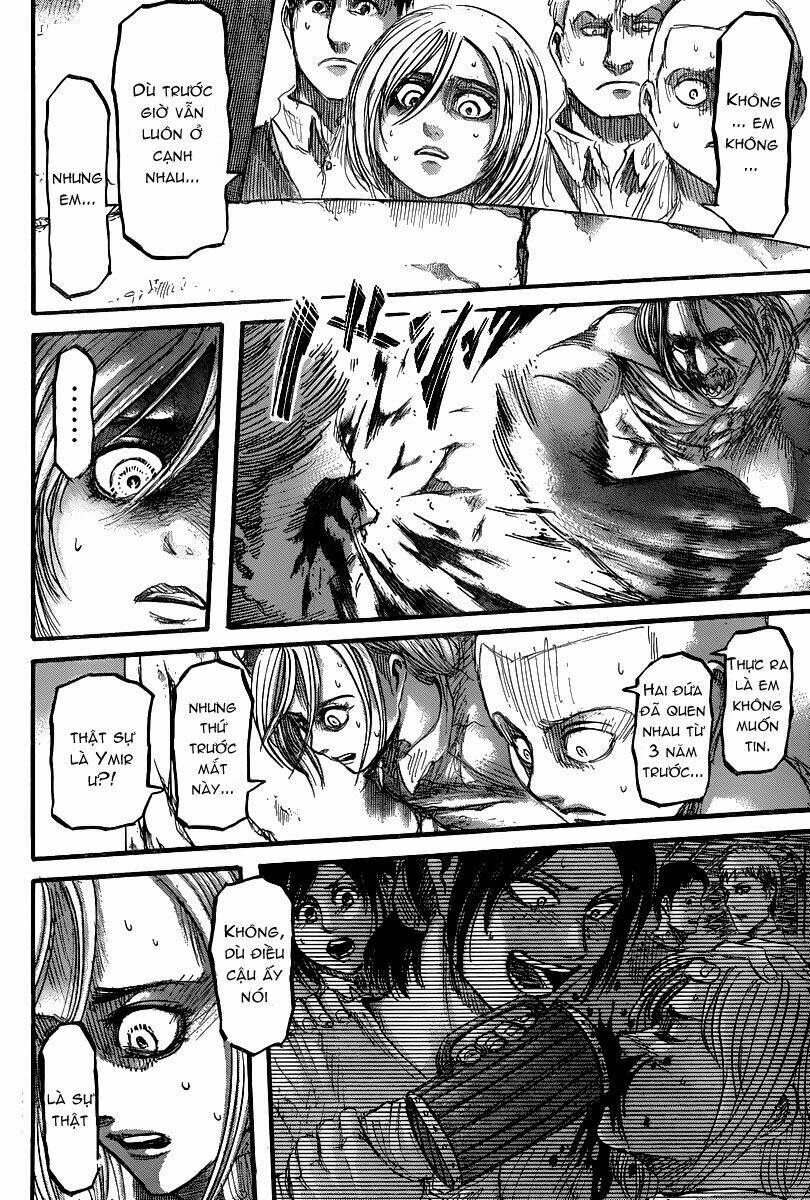 KHÔNG
... EM
KHÔNG
...
DÙ TRƯỚC
GIỜ VẪN
LUÔN Ở
CẠNH
NHAU...
NHƯNG
EM...
......
THỰC RA
LÀ EM
KHÔNG
MUỐN
TIN.
HAI ĐỨA
ĐÃ QUEN
NHAU TỪ
3 NĂM
TRƯỚC...
NHƯNG
THỨ
TRƯỚC
MẮT
NÀY...
THẬT SỰ
LÀ YMIR
Ư?!
KHÔNG,
DÙ ĐIỀU
CẬU ẤY
NÓI
LÀ SỰ
THẬT